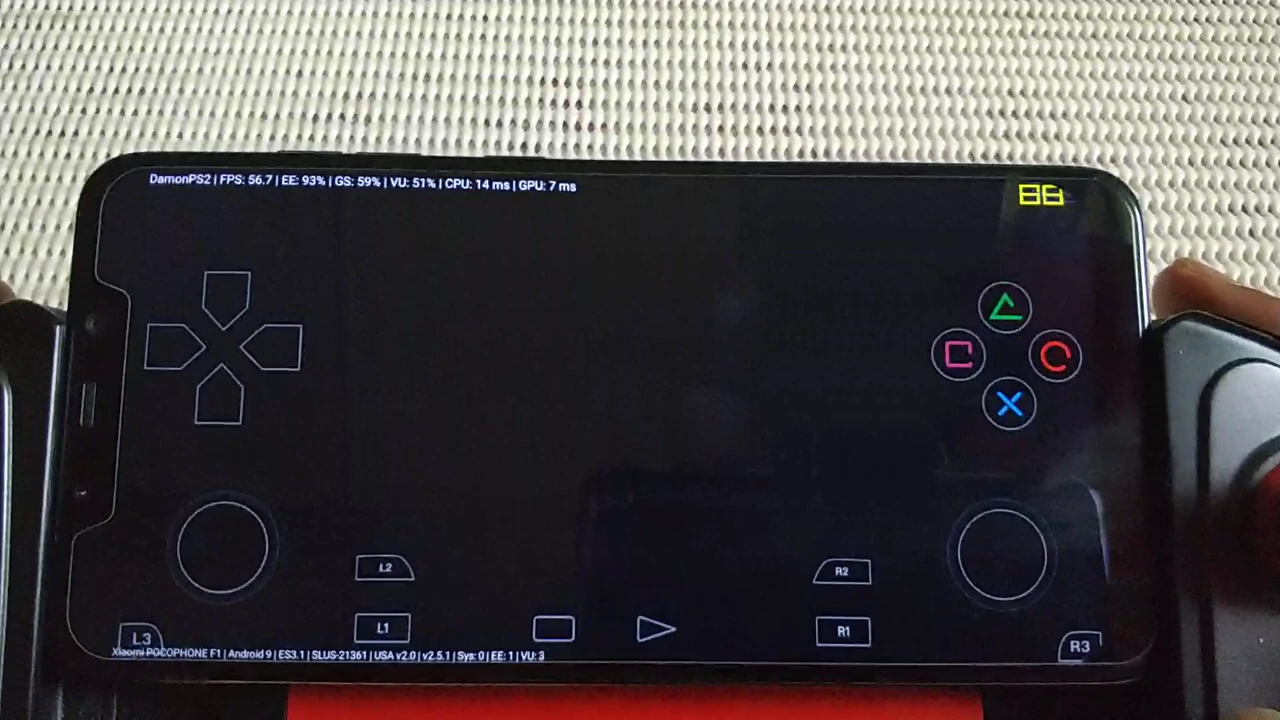 DamonPS2 | FPS: 56.7 | EE: 93% | GS: 59% | VU: 51% | CPU: 14 ms | GPU: 7 ms
L2
R2
L1
R1
L3
R3
Xiaomi POCOPHONE F1 | Android 9 | ES3.1 | SLUS-21361 | USA v2.0 | v2.5.1 | Sys: 0 | EE: 1 | VU: 3